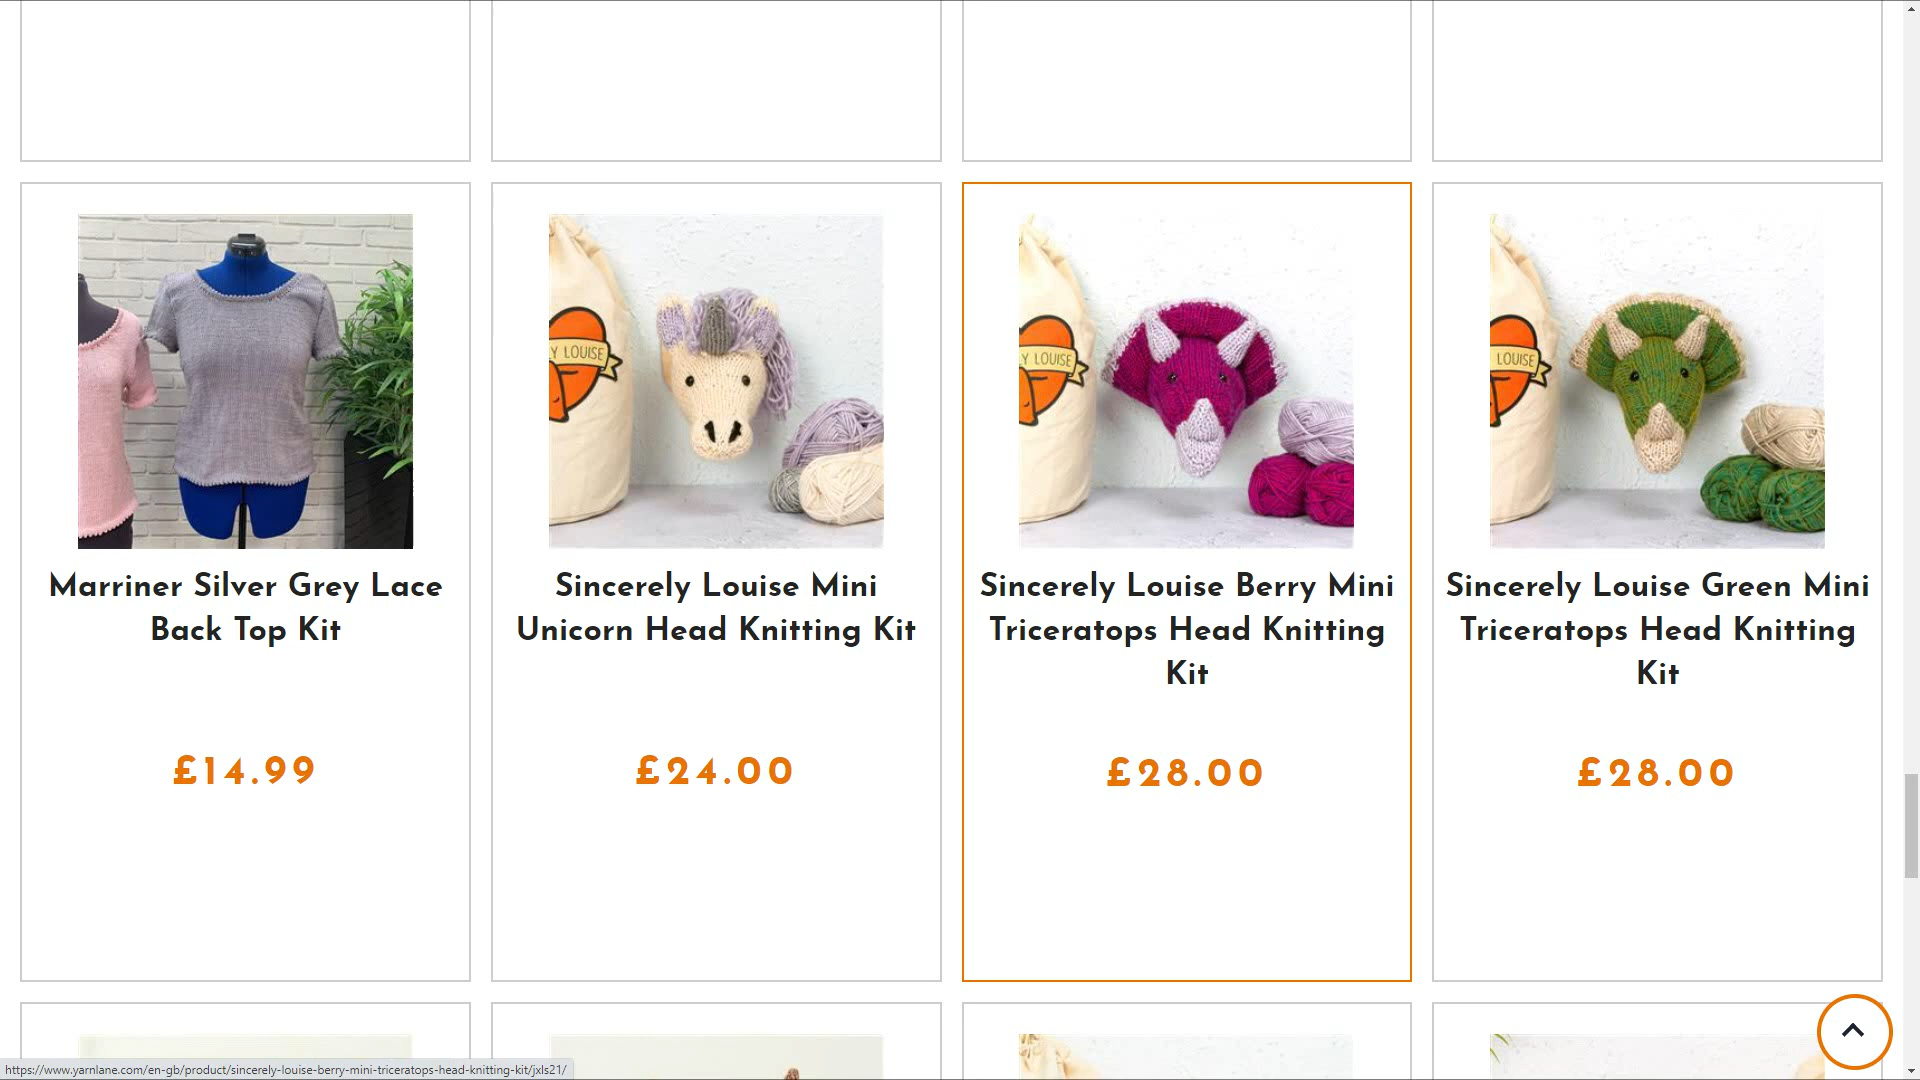 Y LOUISE
Y LOUISE
LOUISE
Marriner Silver Grey Lace
Back Top Kit
£14.99
Sincerely Louise Mini
Unicorn Head Knitting Kit
£24.00
Sincerely Louise Berry Mini
Triceratops Head Knitting
Kit
£28.00
Sincerely Louise Green Mini
Triceratops Head Knitting
Kit
£28.00
https://www.yarnlane.com/en-gb/product/sincerely-louise-berry-mini-triceratops-head-knitting-kit/jxls21/